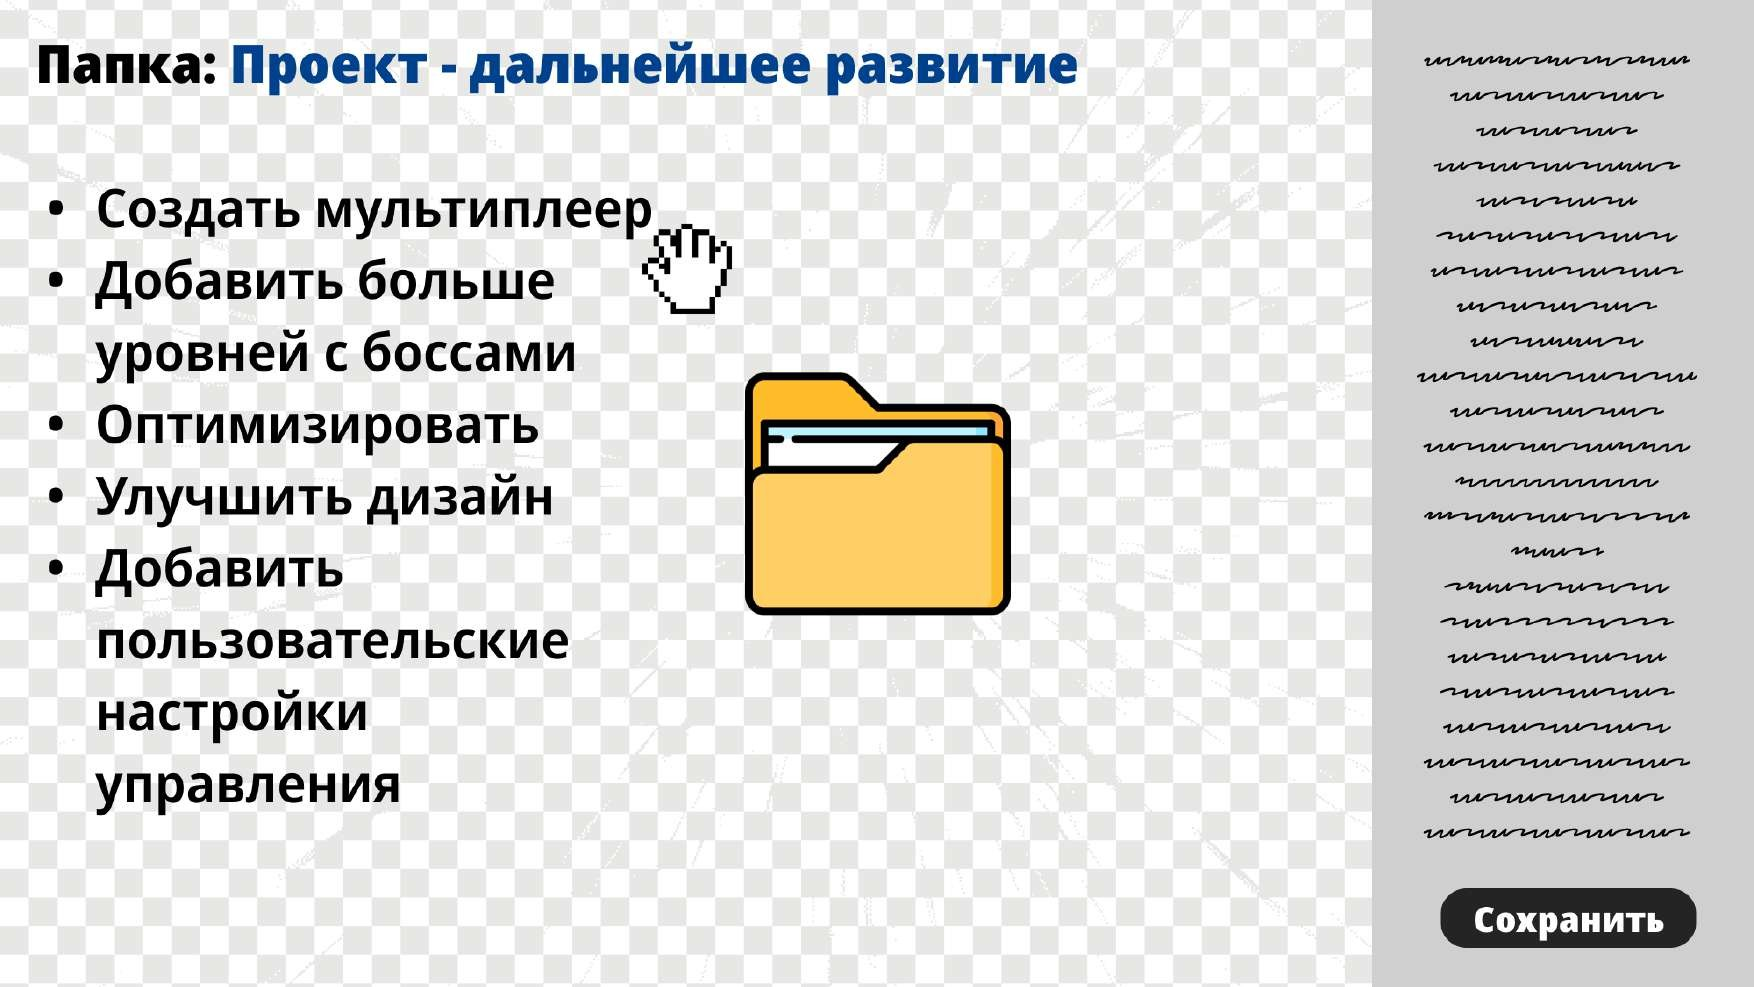 Папка: Проект - дальнейшее развитие
• Создать мультиплеер
• Добавить больше
уровней с боссами
• Оптимизировать
• Улучшить дизайн
• Добавить
пользовательские
настройки
управления
Сохранить